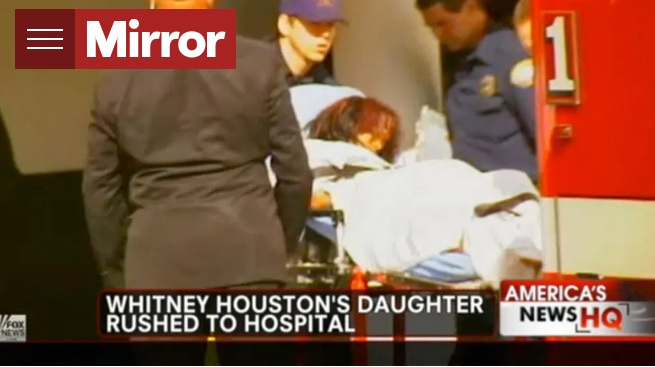 Mirror
1
WHITNEY HOUSTON'S DAUGHTER
RUSHED TO HOSPITAL
AMERICA'S
NEWS HQ
FOX
NEWS